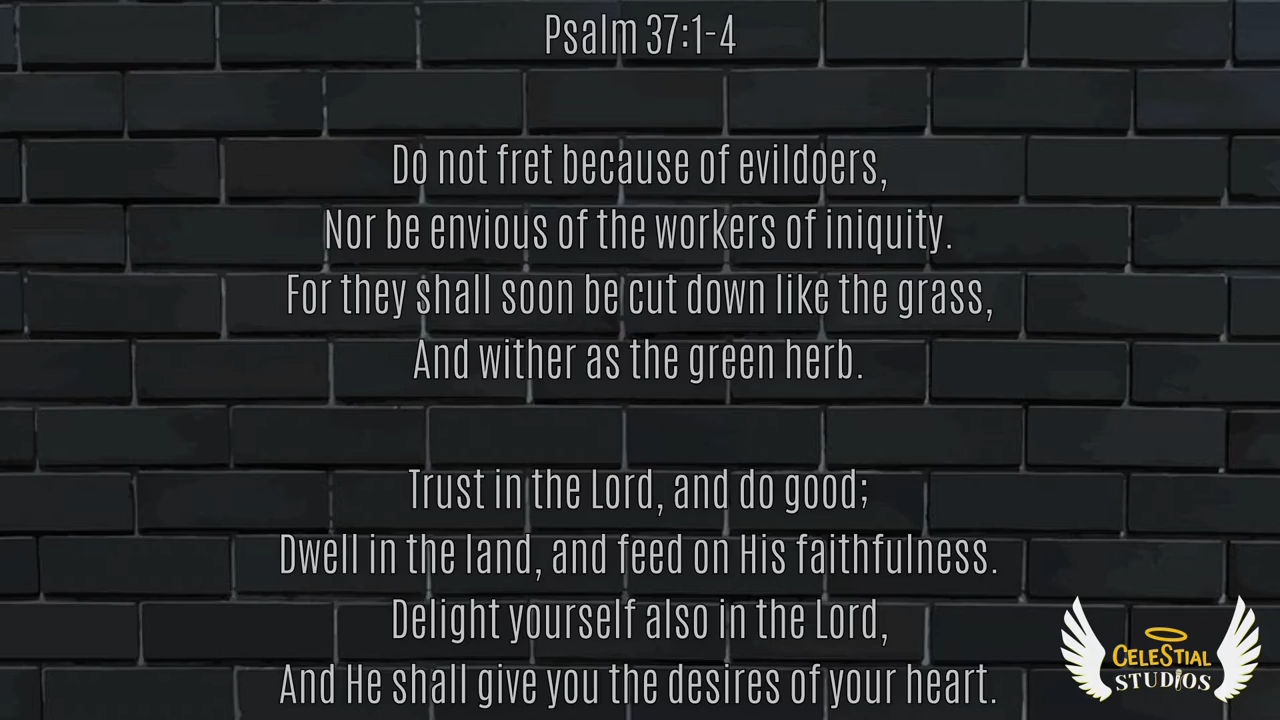 Psalm 37:1-4
Do not fret because of evildoers,
Nor be envious of the workers of iniquity.
For they shall soon be cut down like the grass,
And wither as the green herb.
Trust in the Lord, and do good;
Dwell in the land, and feed on His faithfulness.
Delight yourself also in the Lord,
And He shall give you the desires of your heart.
CELESTIAL
STUDIOS